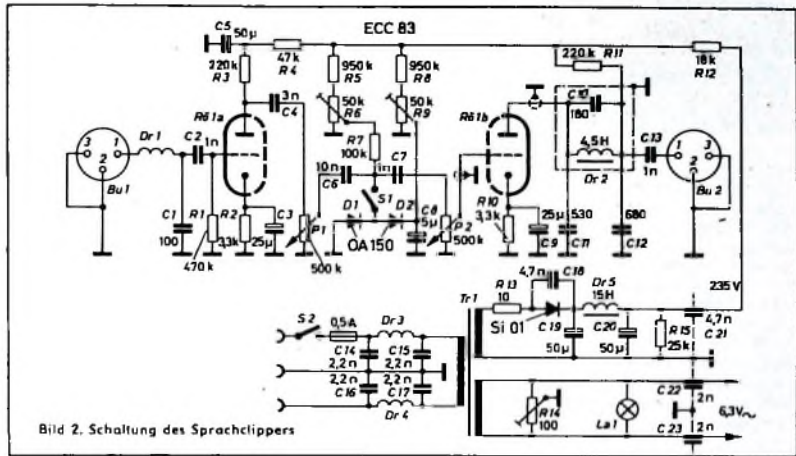 ECC 83
C5
50µ
220k
R3
47k
R4
950k
R5
950k
R8
220k R11
18k
R12
C4
3n
50k
R6
50k
R9
Rö1a
Rö1b
C10
160
3 1
2
Bu 1
Dr 1
C2
1n
R7
100k
10n
C6
C7
1n
S1
4,5H
Dr 2
C13
1n
1 3
2
Bu 2
C1
100
R1
470 k
R2
3,3k
C3
25µ
P1
500k
D1
D2
OA 150
C8
5µ
P2
500k
R10
3,3k
25µ
C9
530
C11
680
C12
S2
0,5A
Dr 3
C14
2,2n
C15
2,2n
2,2n
C16
2,2n
C17
Dr 4
Tr 1
R13
10
4,7n
C18
Si 01
C19
50µ
Dr 5
15H
C20
50µ
R15
25k
235 V
4,7n
C21
R14
100
La 1
C22
2n
C23
2n
6,3V~
Bild 2. Schaltung des Sprachclippers